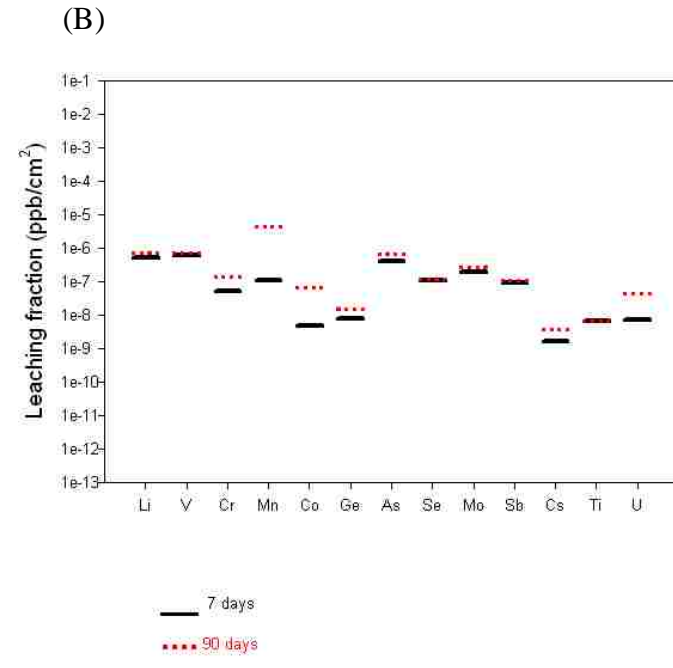 (B)
Leaching fraction (ppb/cm²)
1e-1
1e-2
1e-3
1e-4
1e-5
1e-6
1e-7
1e-8
1e-9
1e-10
1e-11
1e-12
1e-13
Li V Cr Mn Co Ge As Se Mo Sb Cs Ti U
7 days
90 days